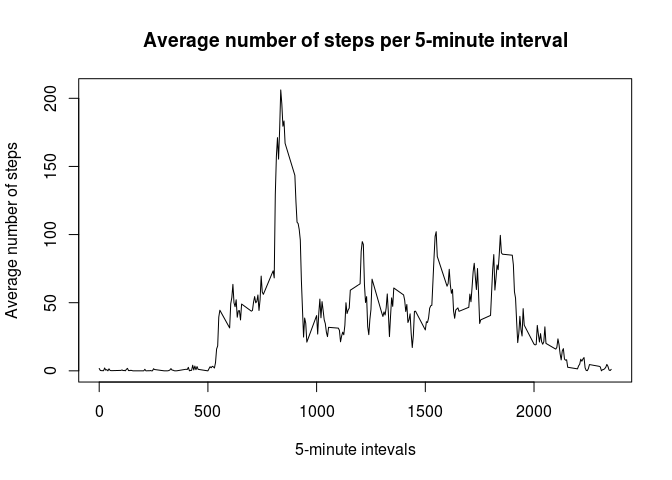 Average number of steps per 5-minute interval
Average number of steps
200
150
100
50
0
0 500 1000 1500 2000
5-minute intevals